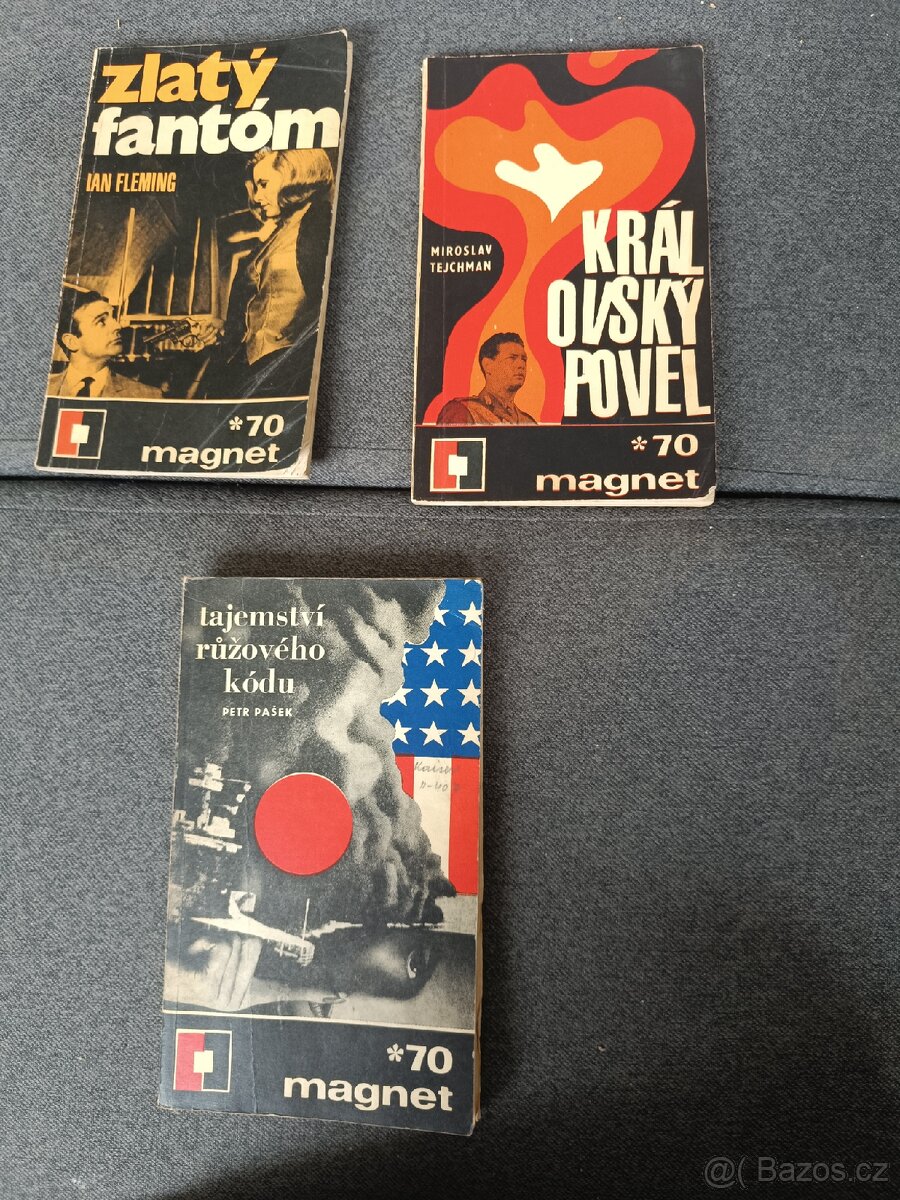 zlatý
fantóm
IAN FLEMING
*70
magnet
MIROSLAV
TEJCHMAN
KRÁL
OVSKÝ
POVEL
*70
magnet
tajemství
růžového
kódu
PETR PAŠEK
Kaiser
*70
magnet
@( Bazos.cz